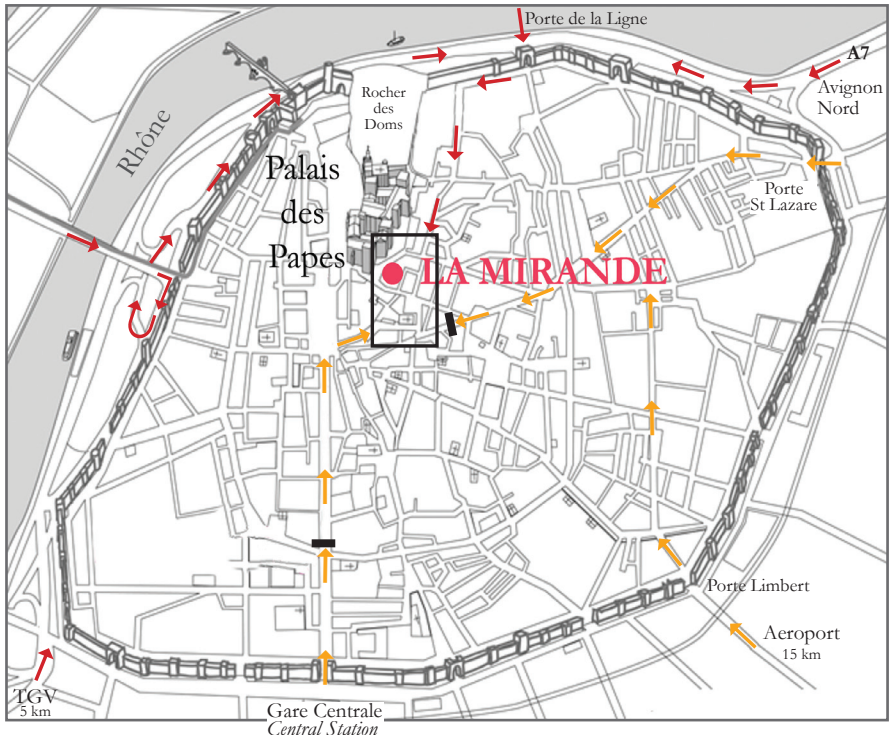 Porte de la Ligne
A7
Avignon
Nord
Rocher
des
Doms
Rhône
Palais
des
Papes
Porte
St Lazare
LA MIRANDE
Porte Limbert
Aeroport
15 km
TGV
5 km
Gare Centrale
Central Station